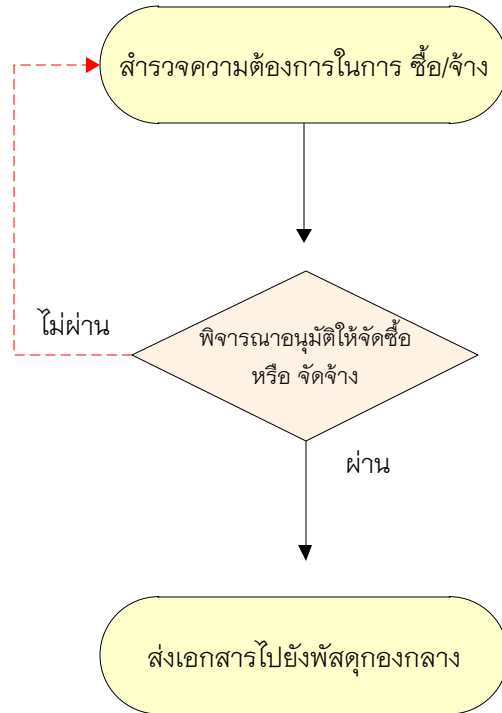 สำรวจความต้องการในการ ซื้อ/จ้าง
ไม่ผ่าน
พิจารณาอนุมัติให้จัดซื้อ
หรือ จัดจ้าง
ผ่าน
ส่งเอกสารไปยังพัสดุกองกลาง